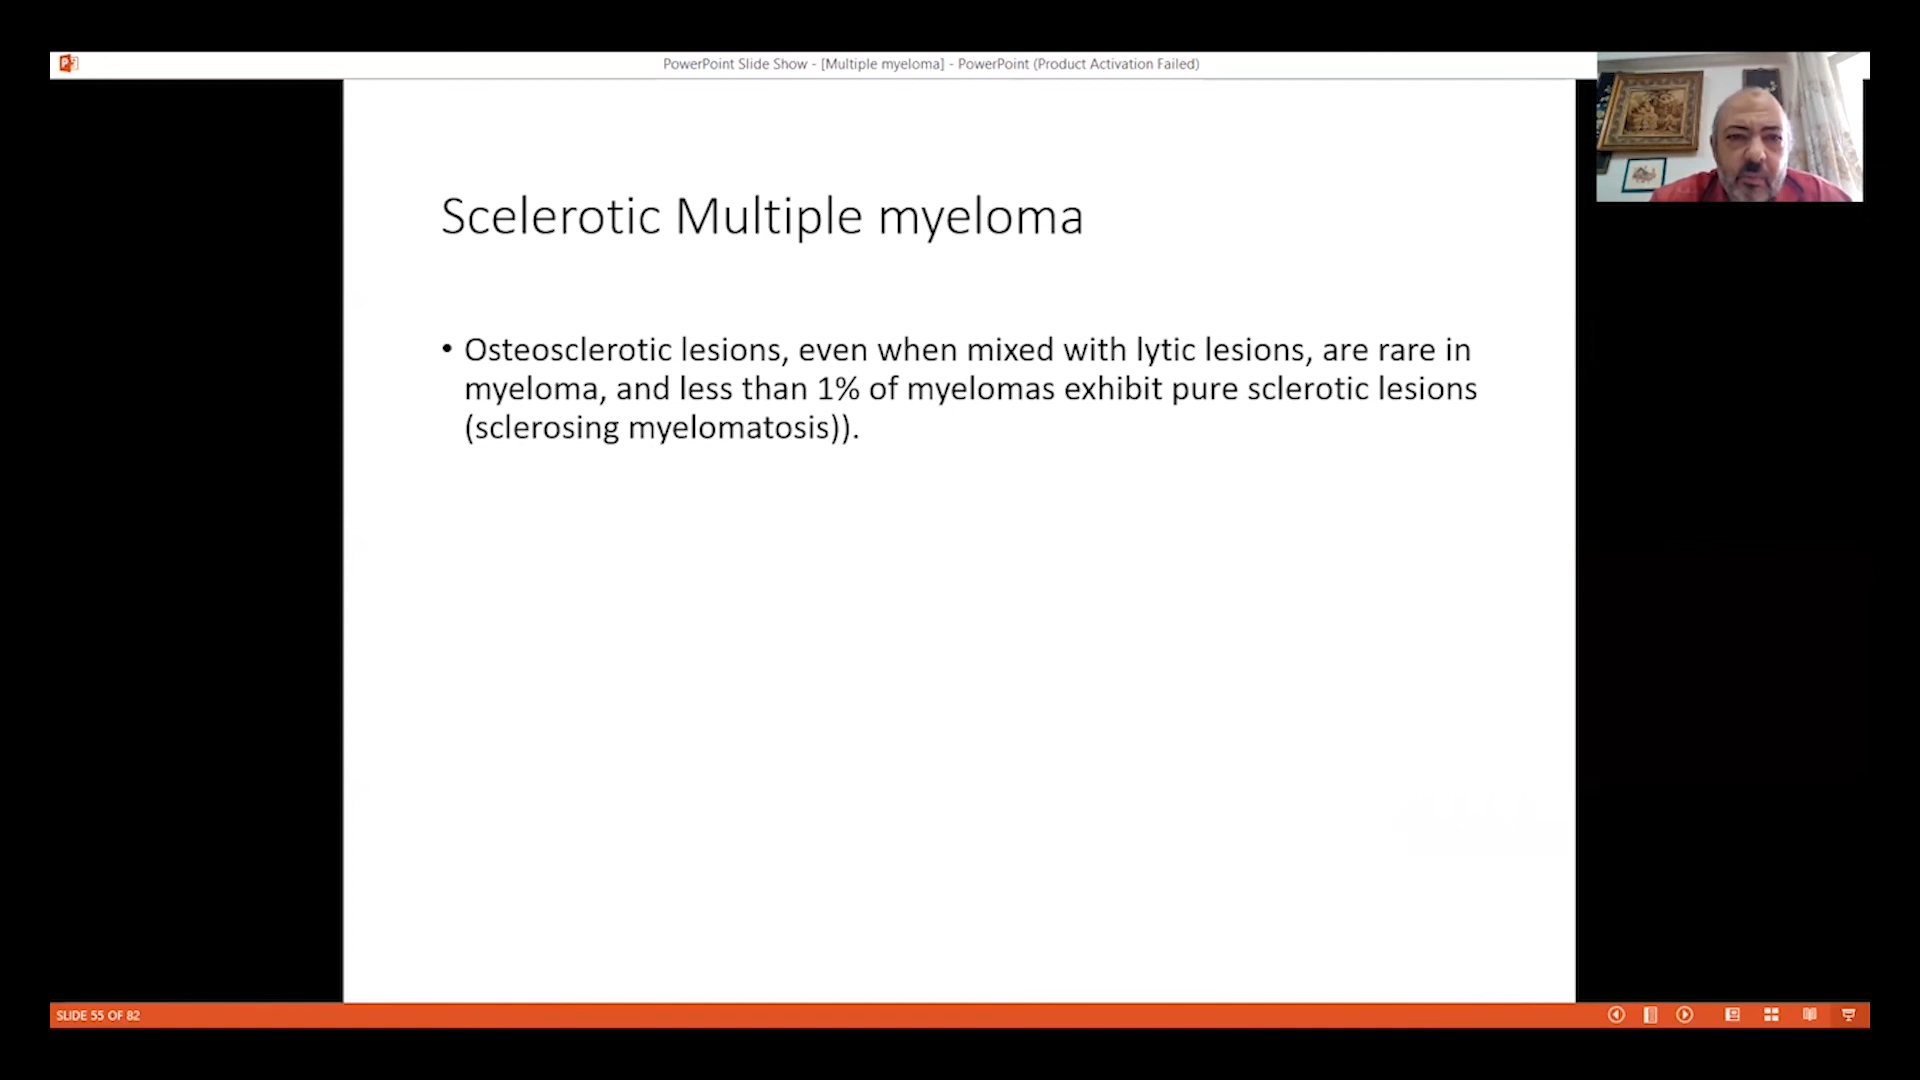 PowerPoint Slide Show - [Multiple myeloma] - PowerPoint (Product Activation Failed)
Scelerotic Multiple myeloma
• Osteosclerotic lesions, even when mixed with lytic lesions, are rare in
myeloma, and less than 1% of myelomas exhibit pure sclerotic lesions
(sclerosing myelomatosis)).
SLIDE 55 OF 82